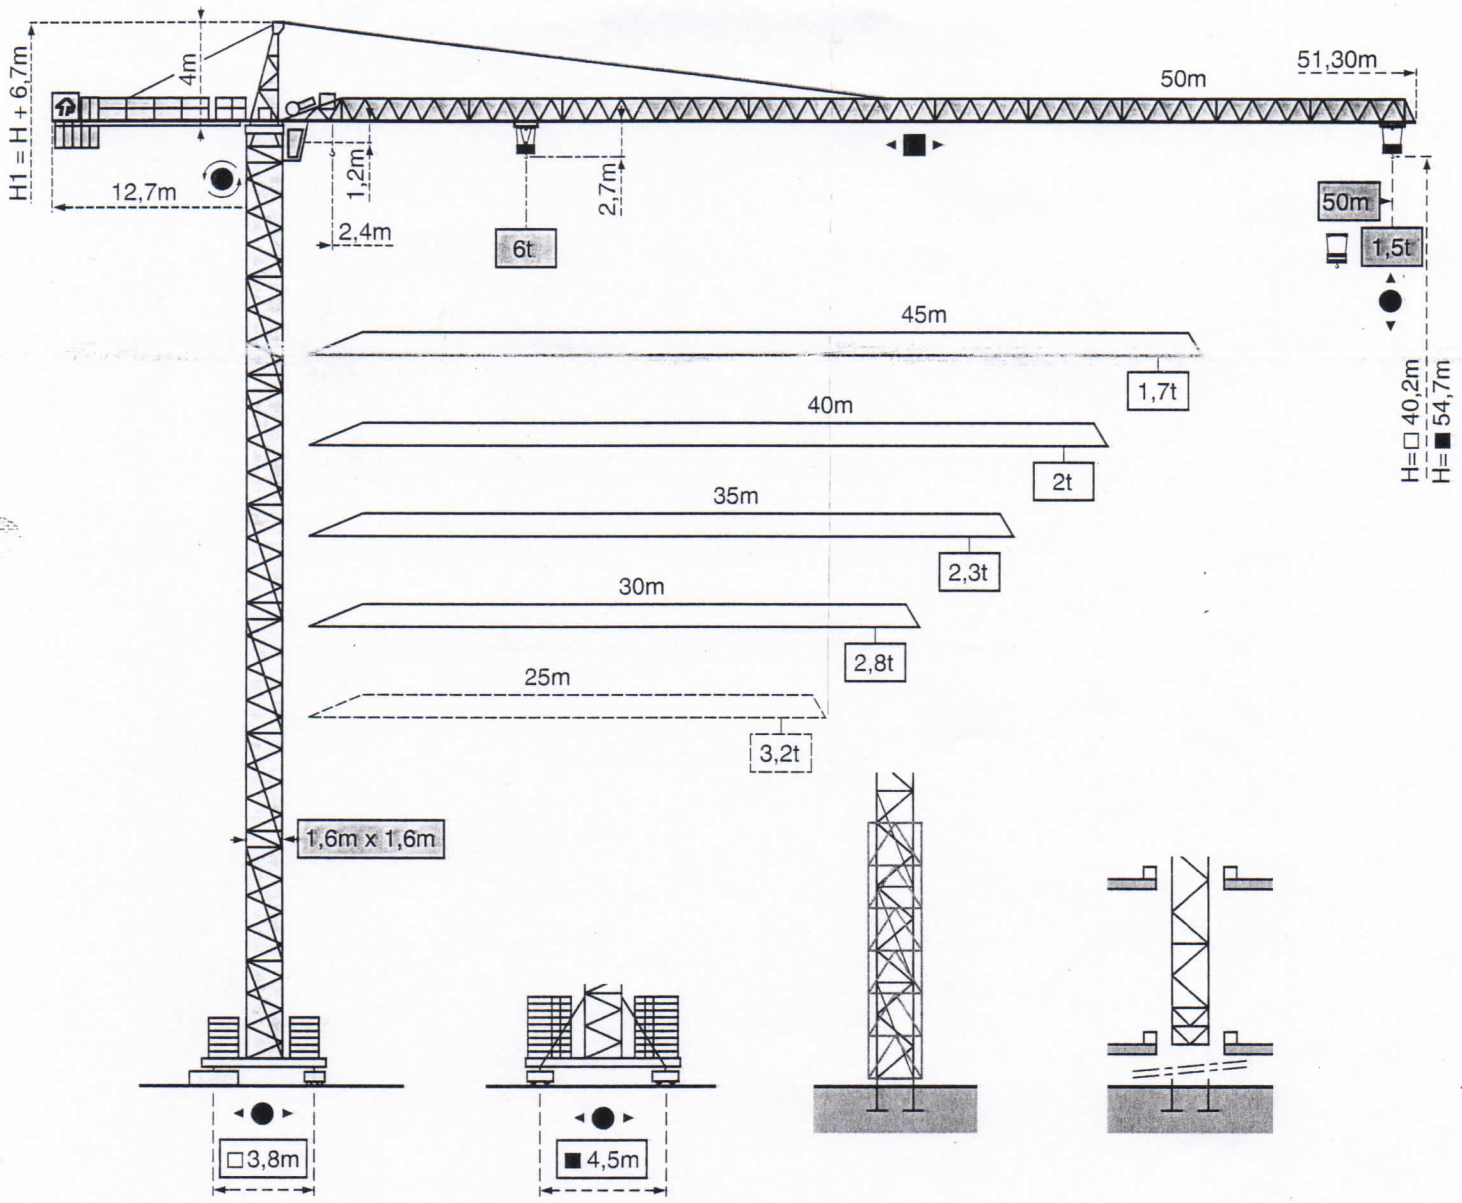 H1 = H + 6,7m
4m
50m
51,30m
12,7m
1,2m
2,4m
2,7m
6t
50m
1,5t
H=□ 40,2m
H=■ 54,7m
45m
1,7t
40m
2t
35m
2,3t
30m
2,8t
25m
3,2t
1,6m x 1,6m
□ 3,8m
■ 4,5m